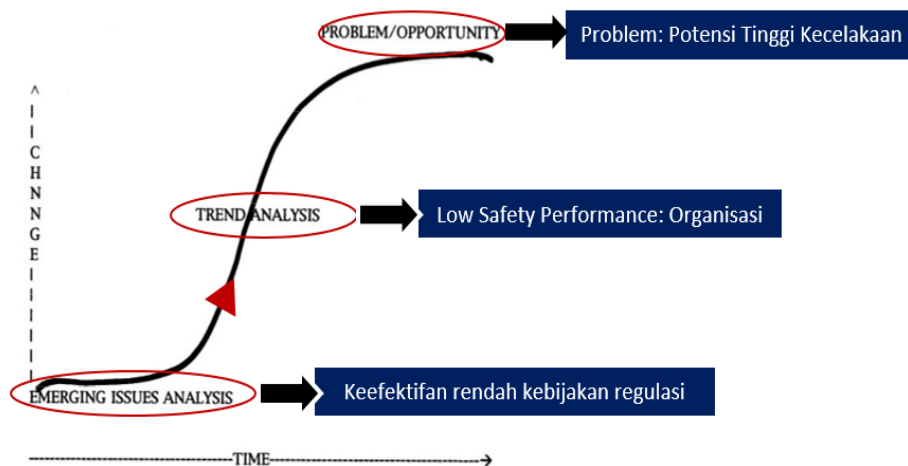 PROBLEM/OPPORTUNITY
Problem: Potensi Tinggi Kecelakaan
CHNNGE
TREND ANALYSIS
Low Safety Performance: Organisasi
EMERGING ISSUES ANALYSIS
Keefektifan rendah kebijakan regulasi
TIME